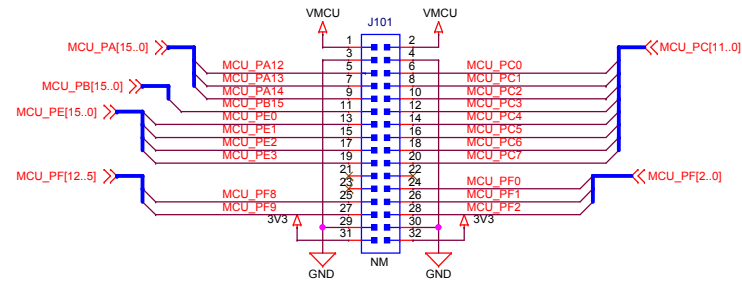 VMCU J101 VMCU
1 2
MCU_PA[15..0] 3 4 MCU_PC[11..0]
MCU_PA12 5 6 MCU_PC0
MCU_PA13 7 8 MCU_PC1
MCU_PB[15..0] MCU_PA14 9 10 MCU_PC2
MCU_PB15 11 12 MCU_PC3
MCU_PE[15..0] MCU_PE0 13 14 MCU_PC4
MCU_PE1 15 16 MCU_PC5
MCU_PE2 17 18 MCU_PC6
MCU_PE3 19 20 MCU_PC7
MCU_PF[12..5] 21 22 MCU_PF[2..0]
23 24 MCU_PF0
MCU_PF8 25 26 MCU_PF1
MCU_PF9 27 28 MCU_PF2
3V3 29 30 3V3
31 32
GND NM GND